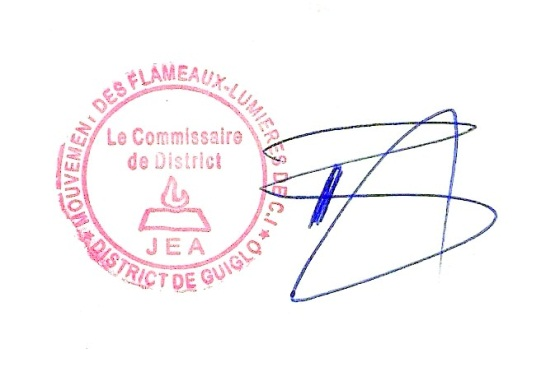 MOUVEMENT DES FLAMEAUX-LUMIERES DE C.I
Le Commissaire
de District
JEA
★ DISTRICT DE GUIGLO ★